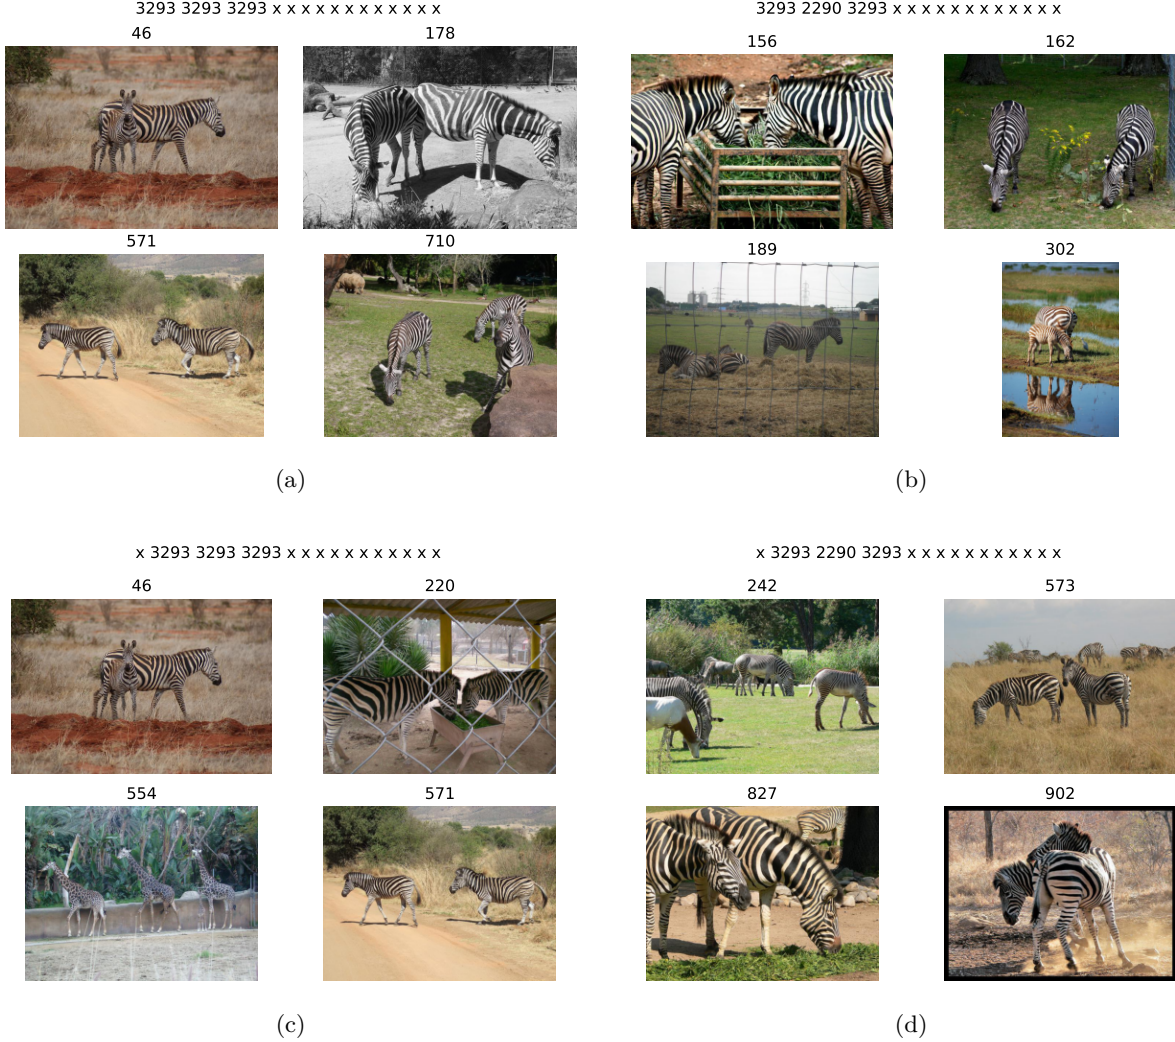 3293 3293 3293 x x x x x x x x x x x x
46
178
571
710
(a)
3293 2290 3293 x x x x x x x x x x x x
156
162
189
302
(b)
x 3293 3293 3293 x x x x x x x x x x x
46
220
554
571
(c)
x 3293 2290 3293 x x x x x x x x x x x
242
573
827
902
(d)